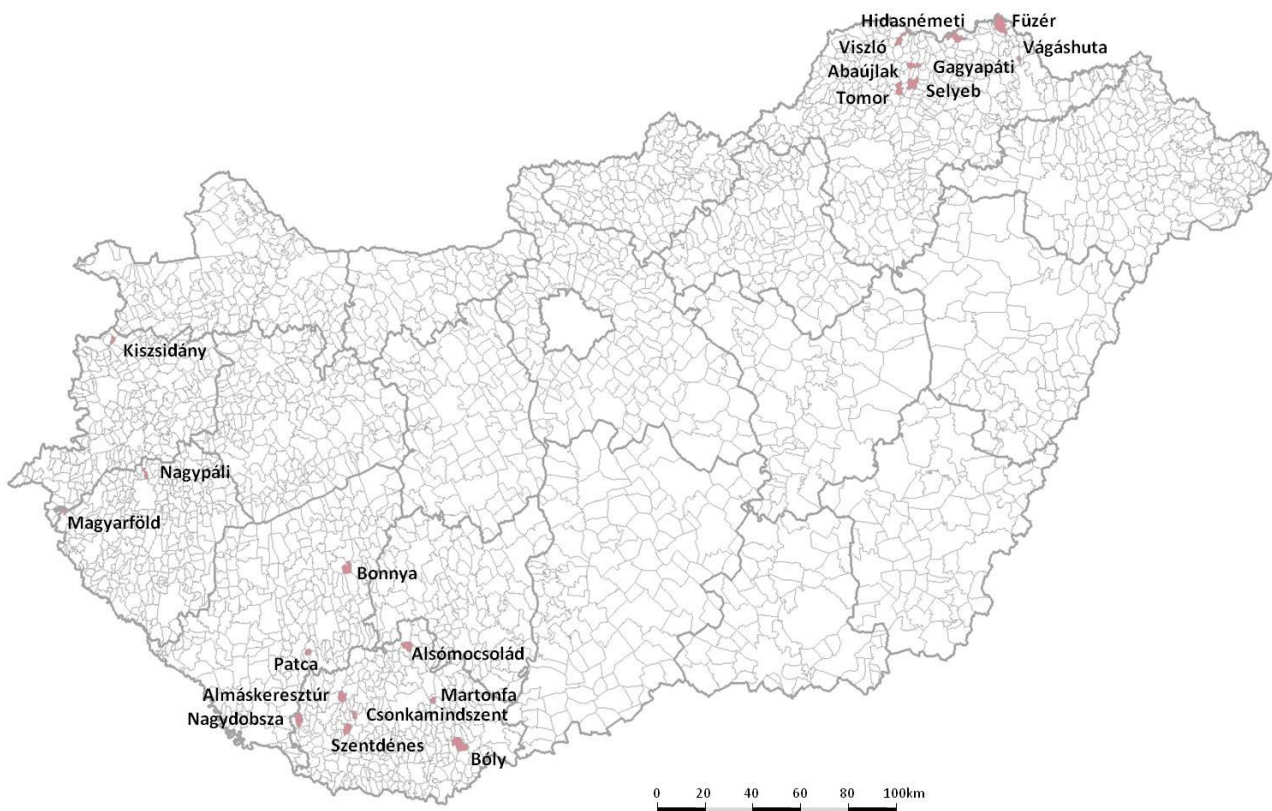 Hidasnémeti
Füzér
Viszló
Vágáshuta
Abaújlak
Gagyapáti
Tomor
Selyeb
Kiszsidány
Nagypáli
Magyarföld
Bonnya
Patca
Alsómocsolád
Almáskeresztúr
Martonfa
Nagydobsza
Csonkamindszent
Szentdénes
Bóly
0 20 40 60 80 100km